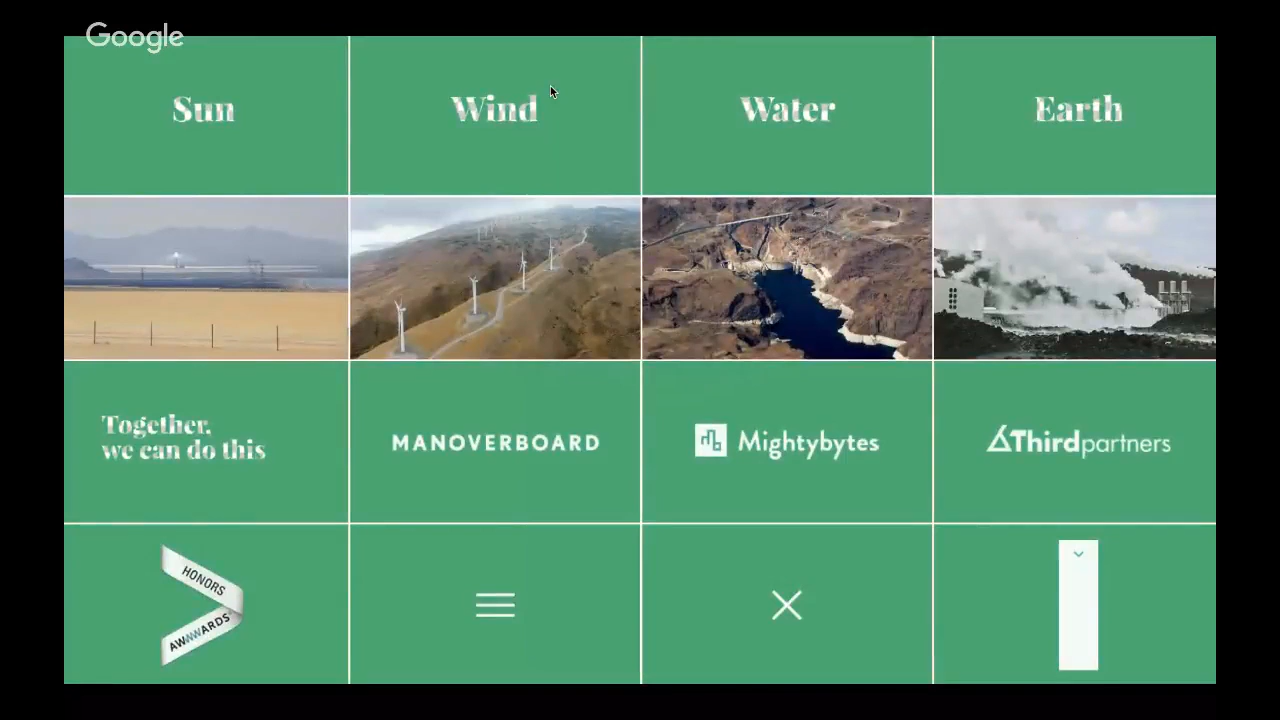 Google
Sun
Wind
Water
Earth
Together,
we can do this
MANOVERBOARD
Mightybytes
Thirdpartners
HONORS
AWWWARDS